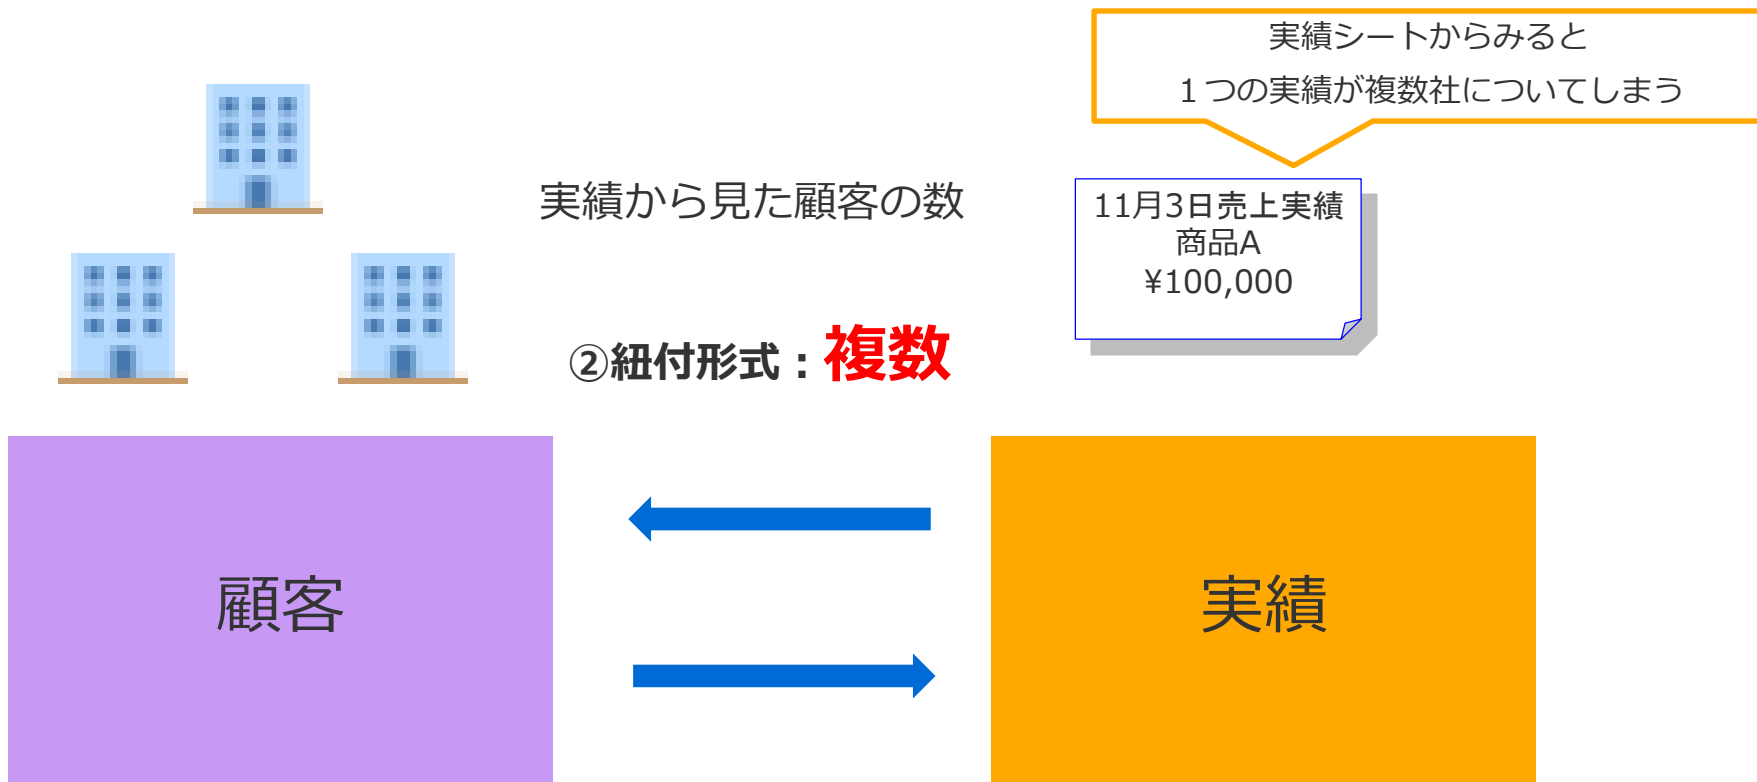 実績シートからみると
１つの実績が複数社についてしまう
実績から見た顧客の数
11月3日売上実績
商品A
¥100,000
②紐付形式：複数
顧客
実績